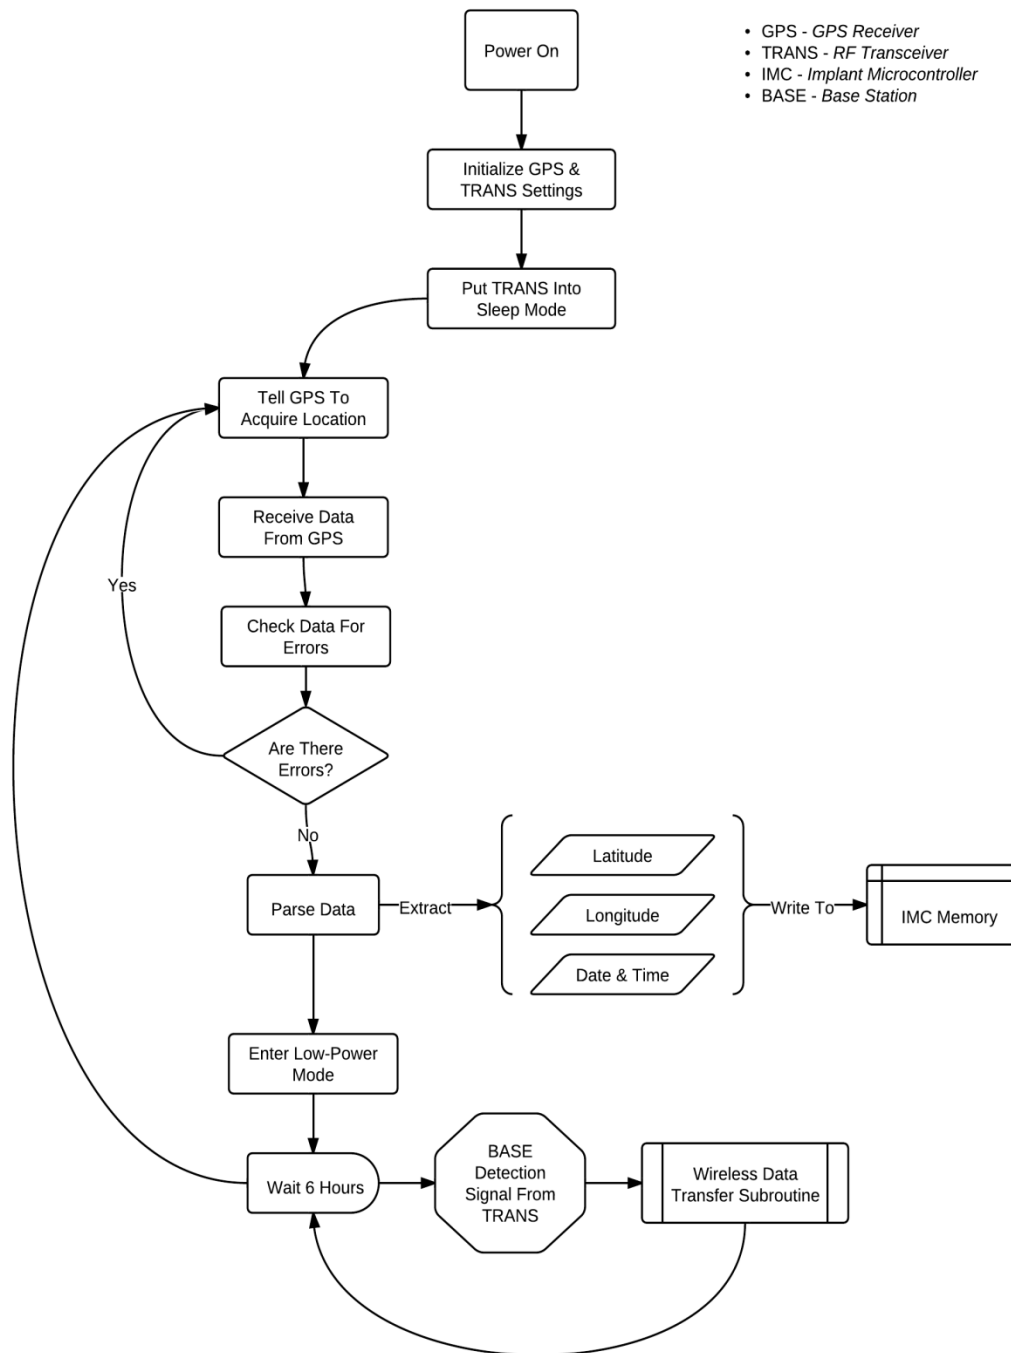 Power On
• GPS - GPS Receiver
• TRANS - RF Transceiver
• IMC - Implant Microcontroller
• BASE - Base Station
Initialize GPS &
TRANS Settings
Put TRANS Into
Sleep Mode
Tell GPS To
Acquire Location
Receive Data
From GPS
Yes
Check Data For
Errors
Are There
Errors?
No
Parse Data
Extract
Latitude
Longitude
Date & Time
Write To
IMC Memory
Enter Low-Power
Mode
Wait 6 Hours
BASE
Detection
Signal From
TRANS
Wireless Data
Transfer Subroutine